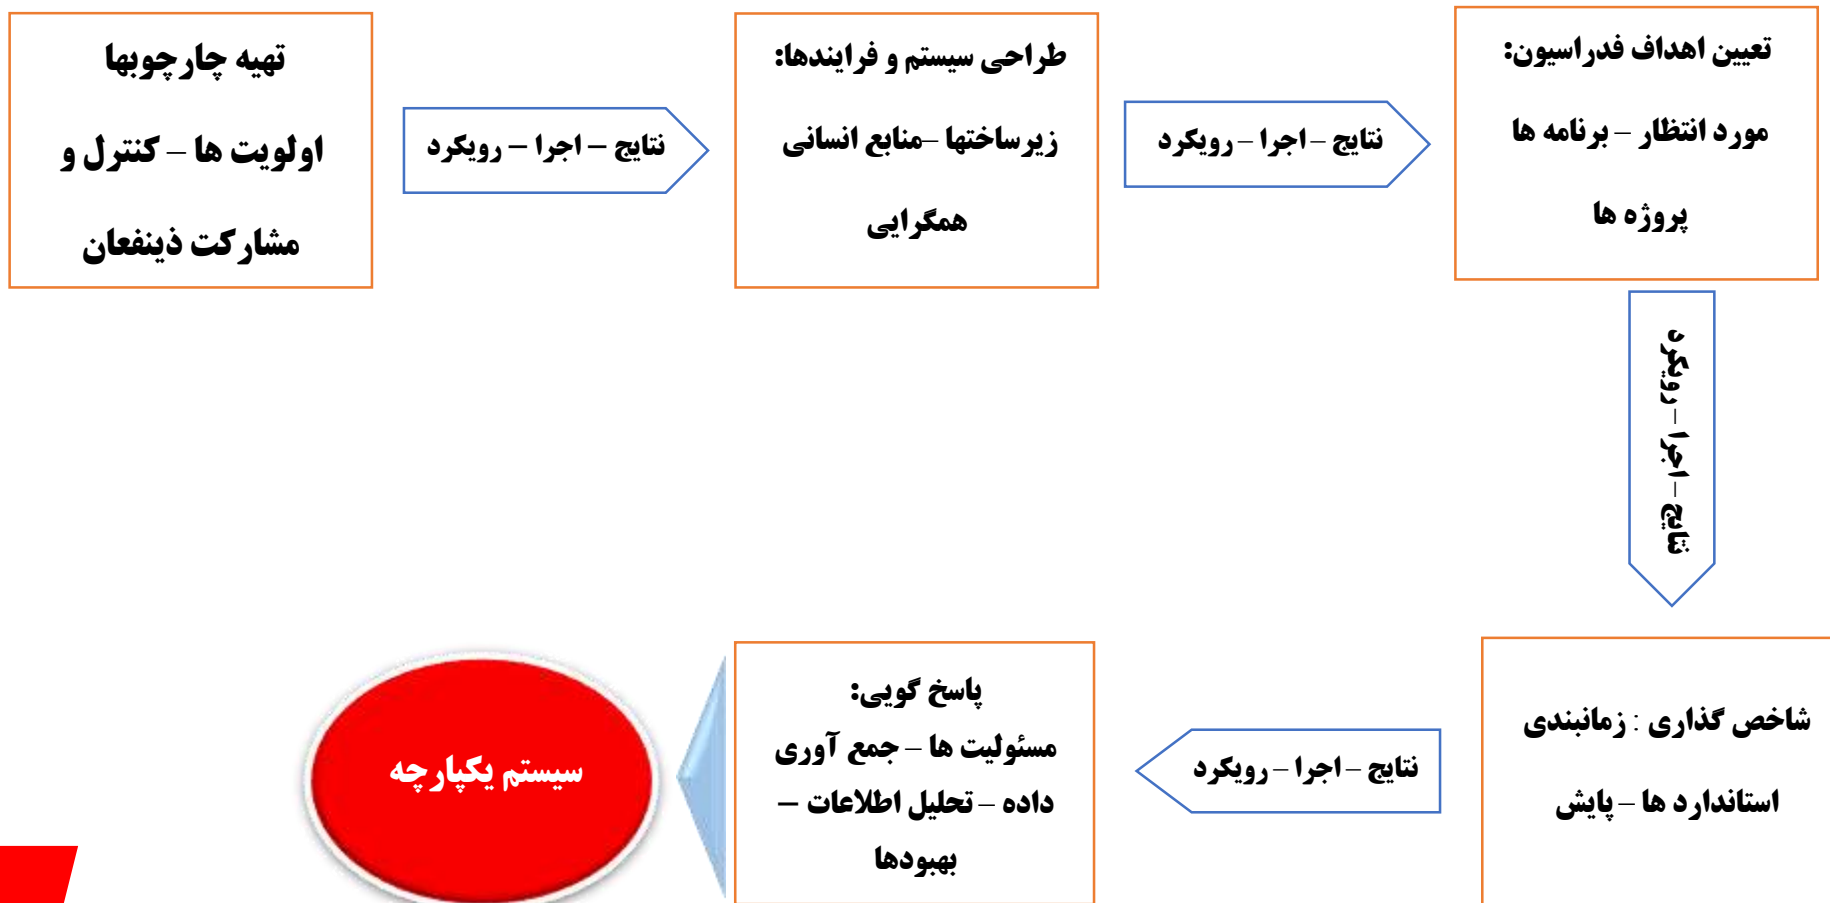 تهیه چارچوبها
اولویت ها – کنترل و
مشارکت ذینفعان
نتایج – اجرا – رویکرد
طراحی سیستم و فرایندها:
زیرساختها –منابع انسانی
همگرایی
نتایج – اجرا – رویکرد
تعیین اهداف فدراسیون:
مورد انتظار – برنامه ها
پروژه ها
نتایج – اجرا – رویکرد
شاخص گذاری : زمانبندی
استاندارد ها – پایش
نتایج – اجرا – رویکرد
پاسخ گویی:
مسئولیت ها – جمع آوری
داده – تحلیل اطلاعات –
بهبودها
سیستم یکپارچه